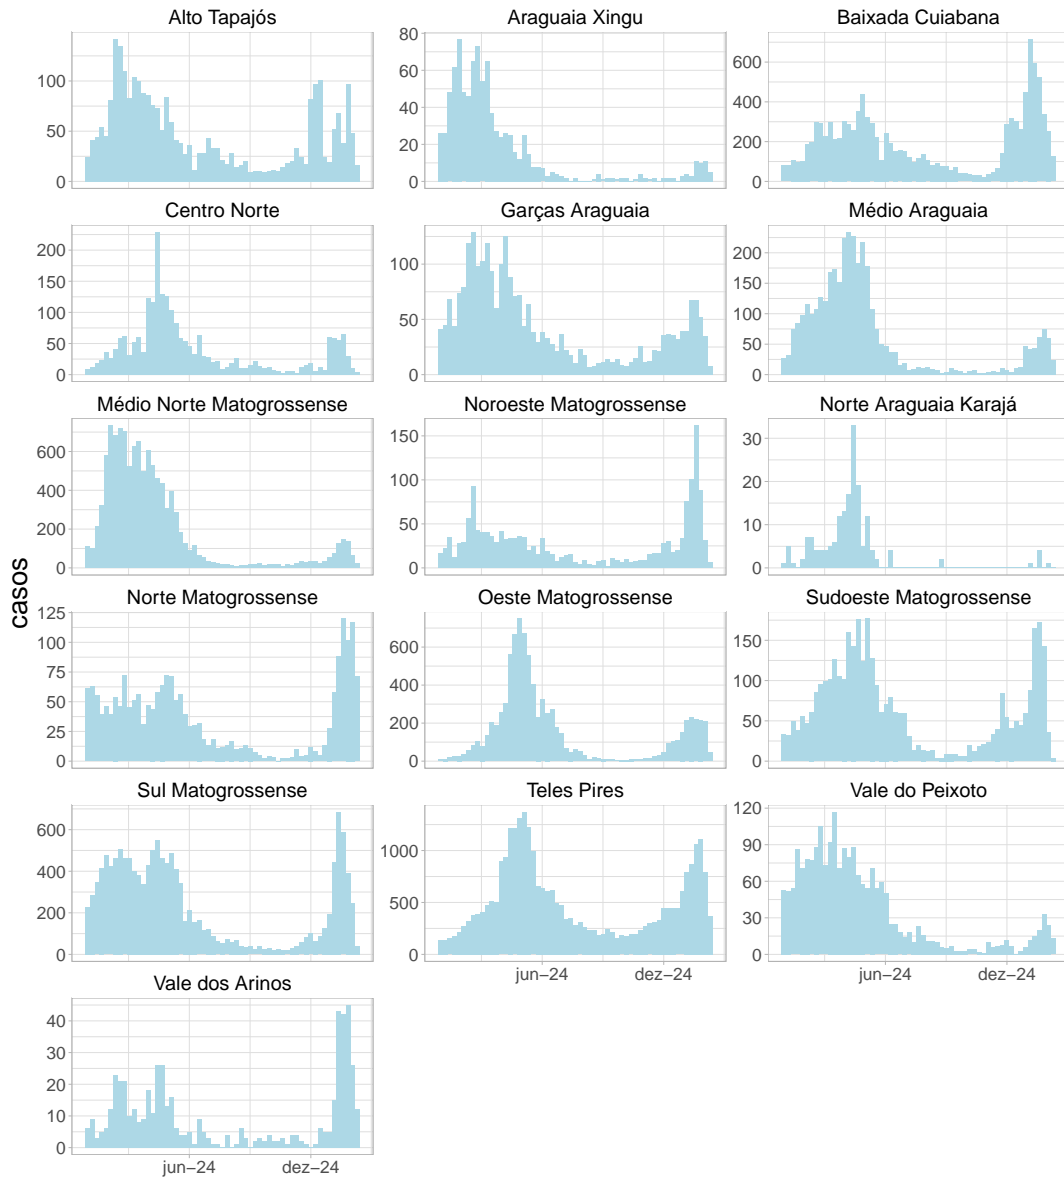 Alto Tapajós
Araguaia Xingu
Baixada Cuiabana
100
50
0
80
60
40
20
0
600
400
200
0
Centro Norte
Garças Araguaia
Médio Araguaia
200
150
100
50
0
100
50
0
200
150
100
50
0
Médio Norte Matogrossense
Noroeste Matogrossense
Norte Araguaia Karajá
600
400
200
0
150
100
50
0
30
20
10
0
casos
Norte Matogrossense
Oeste Matogrossense
Sudoeste Matogrossense
125
100
75
50
25
0
600
400
200
0
150
100
50
0
Sul Matogrossense
Teles Pires
Vale do Peixoto
600
400
200
0
1000
500
0
120
90
60
30
0
jun−24
dez−24
jun−24
dez−24
Vale dos Arinos
40
30
20
10
0
jun−24
dez−24